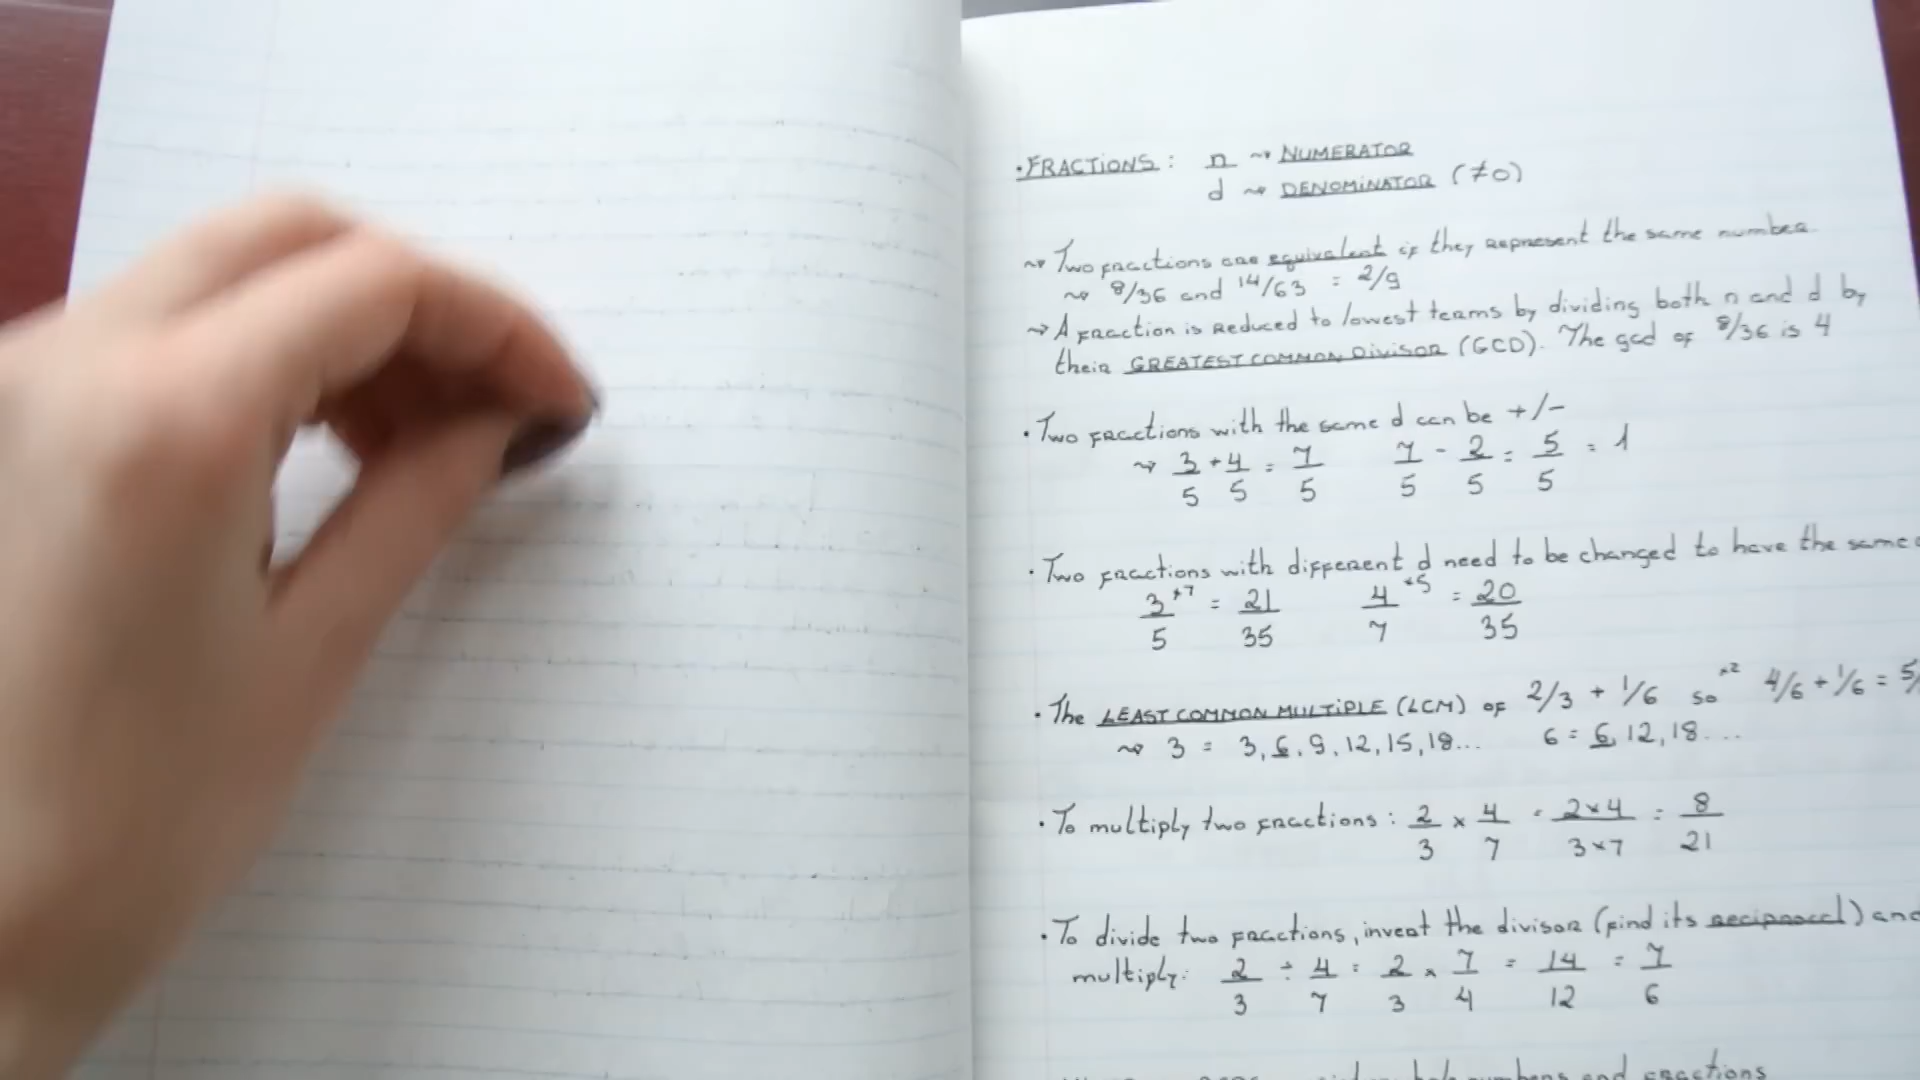 • FRACTIONS : n ⇝ NUMERATOR
d ⇝ DENOMINATOR (≠0)
⇝ Two fractions are equivalent if they represent the same number.
⇝ 8/36 and 14/63 = 2/9
⇝ A fraction is reduced to lowest terms by dividing both n and d by
their GREATEST COMMON DIVISOR (GCD). The gcd of 8/36 is 4
• Two fractions with the same d can be +/-
⇝ 3/5 + 4/5 = 7/5 7/5 - 2/5 = 5/5 = 1
• Two fractions with different d need to be changed to have the same
3/5 ×7 = 21/35 4/7 ×5 = 20/35
• The LEAST COMMON MULTIPLE (LCM) of 2/3 + 1/6 so ×2 4/6 + 1/6 = 5/
⇝ 3 = 3, 6, 9, 12, 15, 18... 6 = 6, 12, 18....
• To multiply two fractions : 2/3 × 4/7 = 2×4/3×7 = 8/21
• To divide two fractions, invert the divisor (find its reciprocal) and
multiply: 2/3 ÷ 4/7 = 2/3 × 7/4 = 14/12 = 7/6
numbers and fractions